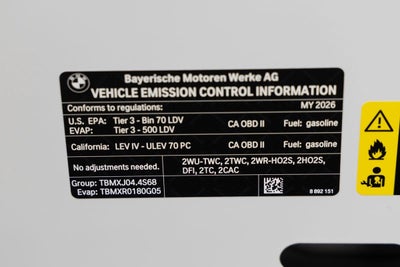 BMW
Bayerische Motoren Werke AG
VEHICLE EMISSION CONTROL INFORMATION
Conforms to regulations: MY 2026
U.S. EPA: Tier 3 - Bin 70 LDV CA OBD II Fuel: gasoline
EVAP: Tier 3 - 500 LDV
California: LEV IV - ULEV 70 PC CA OBD II Fuel: gasoline
No adjustments needed. 2WU-TWC, 2TWC, 2WR-HO2S, 2HO2S,
DFI, 2TC, 2CAC
Group: TBMXJ04.4S68
Evap: TBMXR0180G05 8 892 151